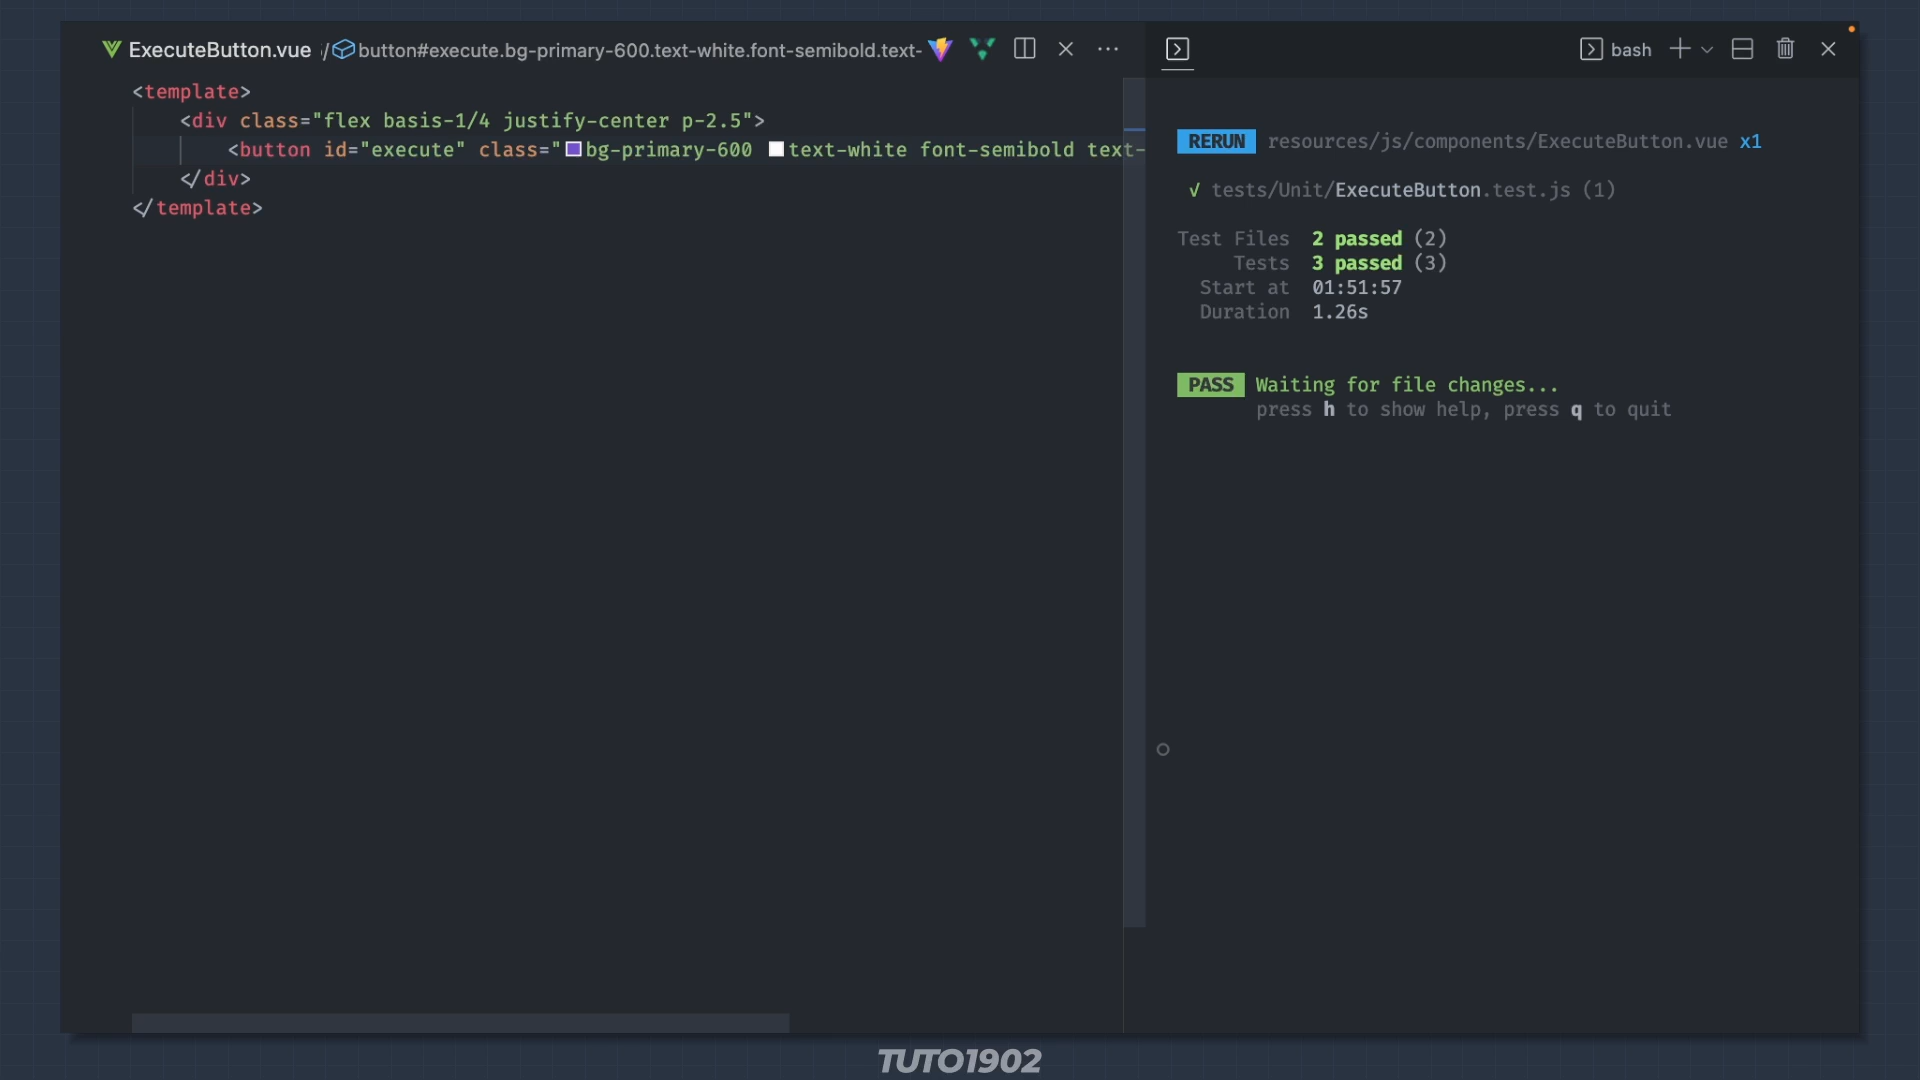 ExecuteButton.vue / button#execute.bg-primary-600.text-white.font-semibold.text-
<template>
<div class="flex basis-1/4 justify-center p-2.5">
<button id="execute" class="bg-primary-600 text-white font-semibold text-
</div>
</template>
bash
RERUN resources/js/components/ExecuteButton.vue x1
√ tests/Unit/ExecuteButton.test.js (1)
Test Files 2 passed (2)
Tests 3 passed (3)
Start at 01:51:57
Duration 1.26s
PASS Waiting for file changes...
press h to show help, press q to quit
TUTO1902